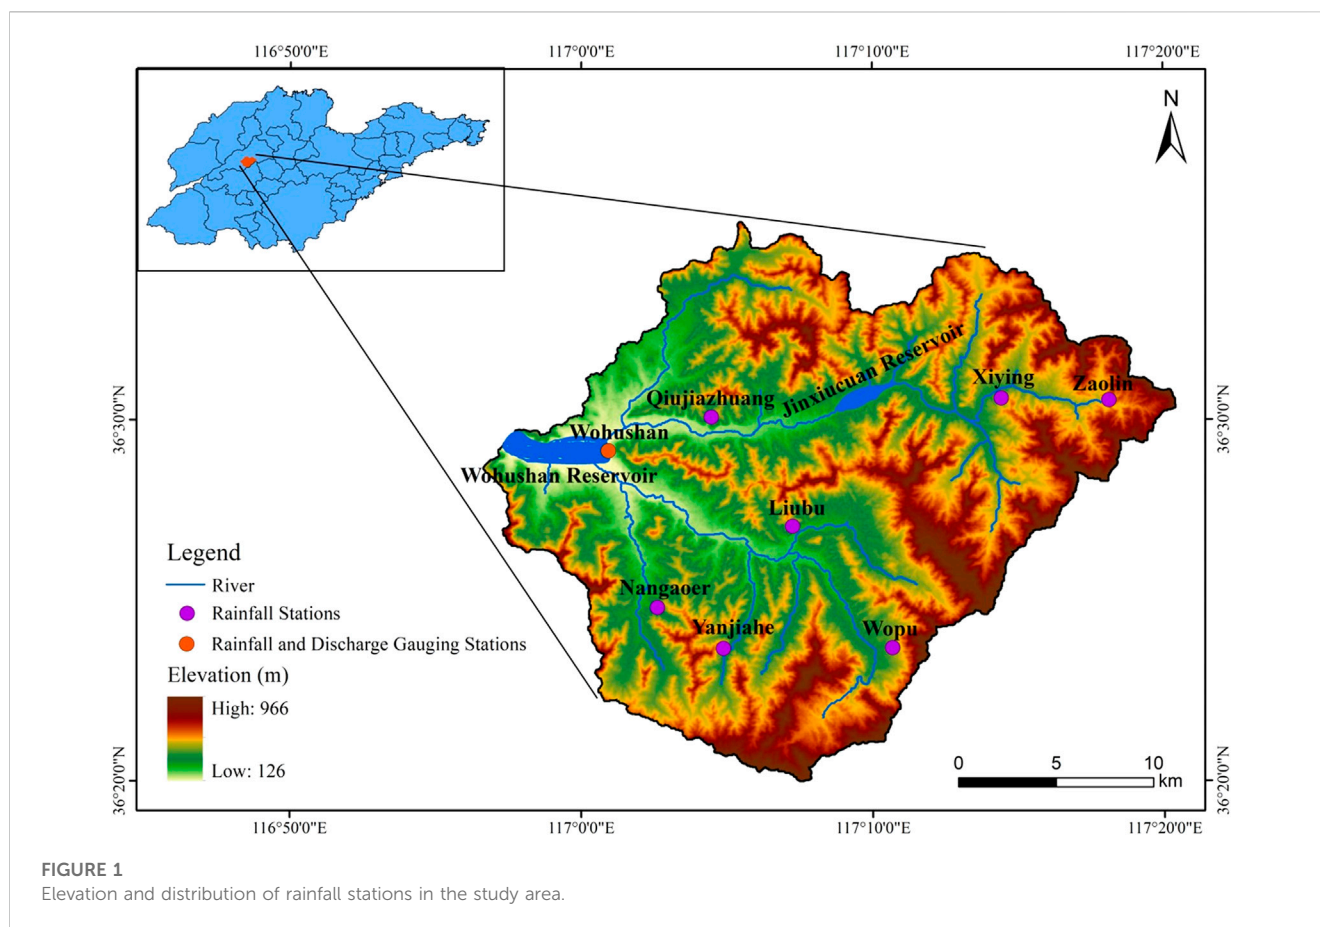 116°50'0"E
117°0'0"E
117°10'0"E
117°20'0"E
N
36°30'0"N
36°30'0"N
36°20'0"N
36°20'0"N
Jinxiucuan Reservoir
Xiying
Zaolin
Qiujiazhuang
Wohushan
Wohushan Reservoir
Liubu
Nangaoer
Yanjiahe
Wopu
Legend
River
Rainfall Stations
Rainfall and Discharge Gauging Stations
Elevation (m)
High: 966
Low: 126
0 5 10
km
116°50'0"E
117°0'0"E
117°10'0"E
117°20'0"E
FIGURE 1
Elevation and distribution of rainfall stations in the study area.